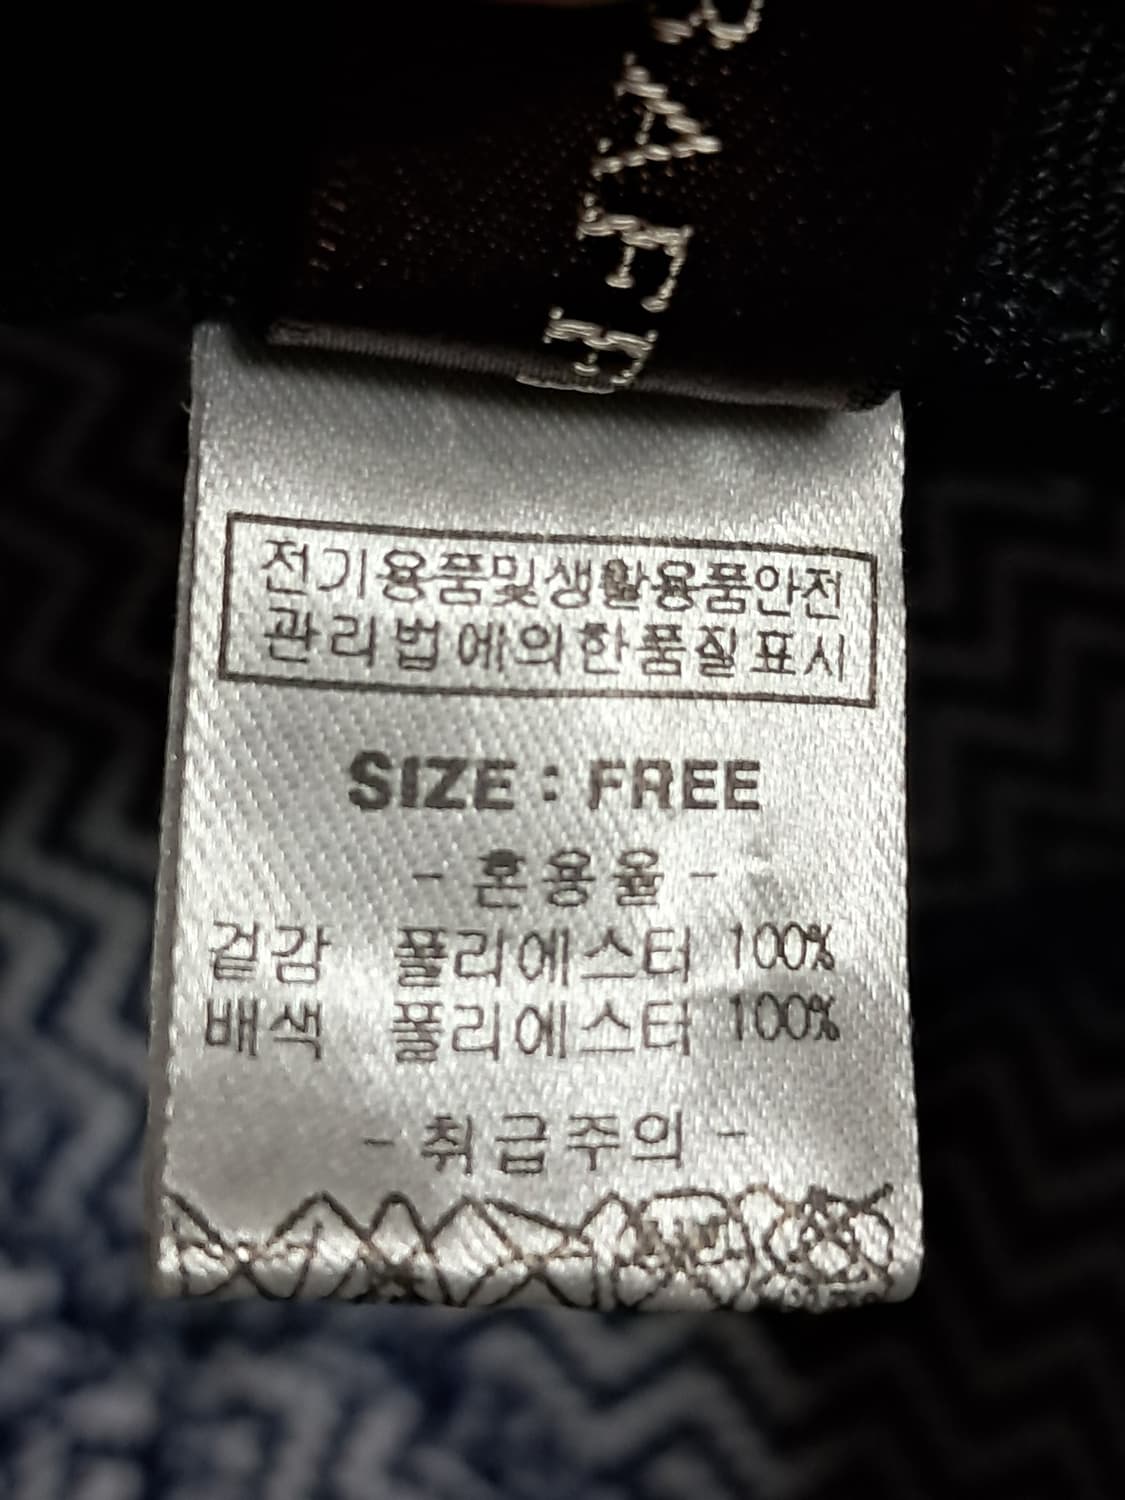 RAFF
전기용품및생활용품안전
관리법에의한품질표시
SIZE : FREE
- 혼용율 -
겉감 폴리에스터 100%
배색 폴리에스터 100%
- 취급주의 -